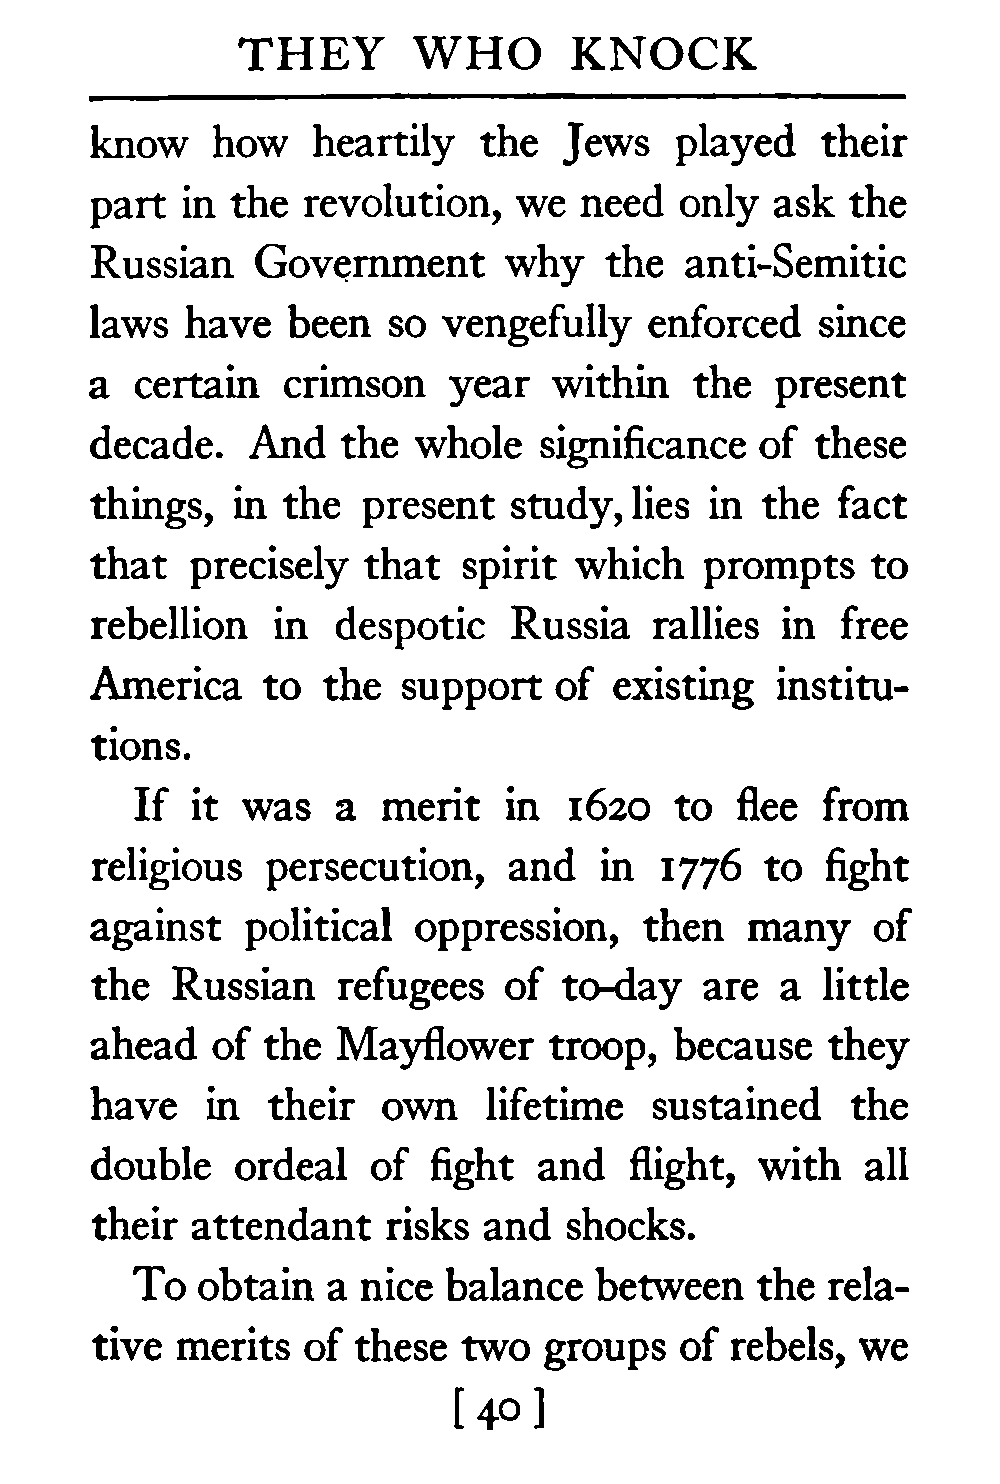 THEY WHO KNOCK
know how heartily the Jews played their
part in the revolution, we need only ask the
Russian Government why the anti-Semitic
laws have been so vengefully enforced since
a certain crimson year within the present
decade. And the whole significance of these
things, in the present study, lies in the fact
that precisely that spirit which prompts to
rebellion in despotic Russia rallies in free
America to the support of existing institu-
tions.
If it was a merit in 1620 to flee from
religious persecution, and in 1776 to fight
against political oppression, then many of
the Russian refugees of to-day are a little
ahead of the Mayflower troop, because they
have in their own lifetime sustained the
double ordeal of fight and flight, with all
their attendant risks and shocks.
To obtain a nice balance between the rela-
tive merits of these two groups of rebels, we
[ 40 ]